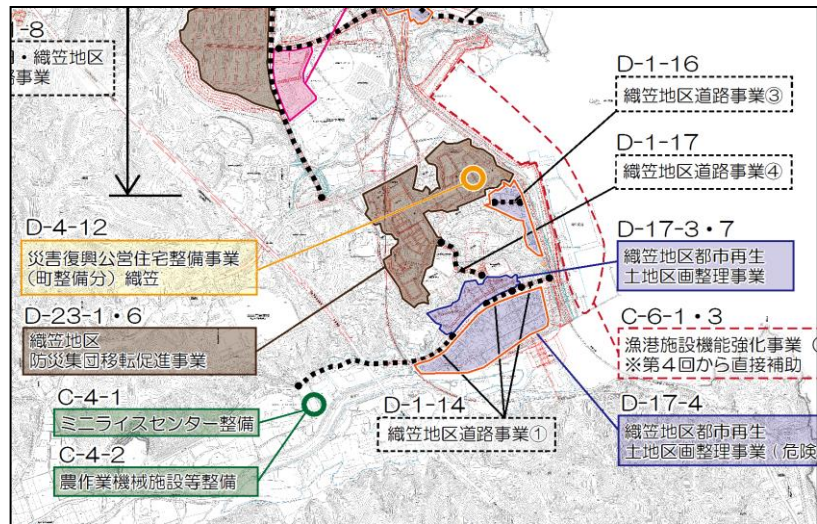 -8
・織笠地区
事業
D-1-16
織笠地区道路事業③
D-1-17
織笠地区道路事業④
D-4-12
災害復興公営住宅整備事業
(町整備分)織笠
D-17-3・7
織笠地区都市再生
土地区画整理事業
D-23-1・6
織笠地区
防災集団移転促進事業
C-6-1・3
漁港施設機能強化事業(
※第4回から直接補助
C-4-1
ミニライスセンター整備
D-1-14
織笠地区道路事業①
D-17-4
織笠地区都市再生
土地区画整理事業(危険
C-4-2
農作業機械施設等整備